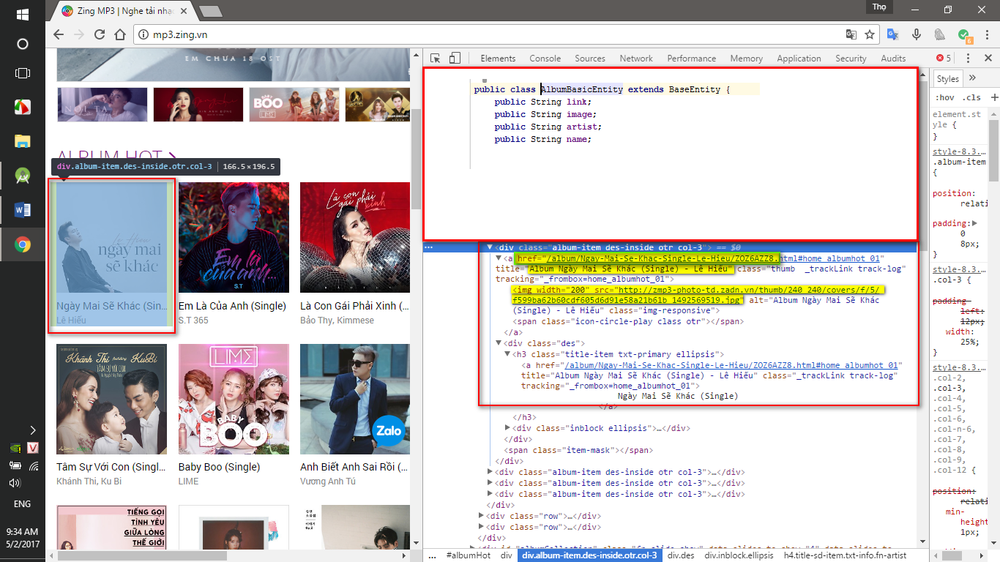 Zing MP3 | Nghe tải nhạ
Thọ
mp3.zing.vn
6
EM CHƯA 18 OST
BABY BOO
LIME
ALBUM HOT
div.album-item.des-inside.otr.col-3 | 166.5×196.5
Lê Hiếu
ngày mai sẽ khác
Em là của anh...
S.T
Là con gái phải xinh
Ngày Mai Sẽ Khác (Sin...
Lê Hiếu
Em Là Của Anh (Single)
S.T 365
Là Con Gái Phải Xinh (...
Bảo Thy, Kimmese
Khánh Thi KuBi
TÂM SỰ VỚI CON
LIME
BABY BOO
Zalo
Tâm Sự Với Con (Singl...
Khánh Thi, Ku Bi
Baby Boo (Single)
LIME
Anh Biết Anh Sai Rồi (...
Vương Anh Tú
TIẾNG GỌI
TÌNH YÊU
GIỮA LÒNG
THẾ GIỚI
ENG
9:34 AM
5/2/2017
Elements Console Sources Network Performance Memory Application Security Audits 5
public class AlbumBasicEntity extends BaseEntity {
public String link;
public String image;
public String artist;
public String name;
<div class="album-item des-inside otr col-3"> == $0
<a href="/album/Ngay-Mai-Se-Khac-Single-Le-Hieu/ZOZ6AZZ8.html#home_albumhot_01"
title="Album Ngày Mai Sẽ Khác (Single) - Lê Hiếu" class="thumb _trackLink track-log"
tracking="_frombox=home_albumhot_01">
<img width="200" src="http://zmp3-photo-td.zadn.vn/thumb/240_240/covers/f/5/
f599ba62b60cdf605d6d91e58a21b61b_1492569519.jpg" alt="Album Ngày Mai Sẽ Khác
(Single) - Lê Hiếu" class="img-responsive">
<span class="icon-circle-play class otr"></span>
</a>
<div class="des">
<h3 class="title-item txt-primary ellipsis">
<a href="/album/Ngay-Mai-Se-Khac-Single-Le-Hieu/ZOZ6AZZ8.html#home_albumhot_01"
title="Album Ngày Mai Sẽ Khác (Single) - Lê Hiếu" class="_trackLink track-log"
tracking="_frombox=home_albumhot_01">
Ngày Mai Sẽ Khác (Single)
</a>
</h3>
<div class="inblock ellipsis">…</div>
</div>
<span class="item-mask"></span>
</div>
<div class="album-item des-inside otr col-3">…</div>
<div class="album-item des-inside otr col-3">…</div>
<div class="album-item des-inside otr col-3">…</div>
</div>
<div class="row">…</div>
<div class="row">…</div>
</div>
... #albumHot div div.album-item.des-inside.otr.col-3 div.des div.inblock.ellipsis h4.title-sd-item.txt-info.fn-artist
Styles »
:hov .cls +
element.st
yle {
}
style-8.3.…
.album-item
{
position:
relat
padding:
0
8px;
}
style-8.3.…
.col-3 {
padding-
left:
12px;
width:
25%;
}
style-8.3.…
.col-2,
.col-3,
.col-4,
.col-5,
.col-6,
.col-n-6,
.col-7,
.col-8,
.col-9,
.col-12 {
position:
relat
min-
heigh
1px;